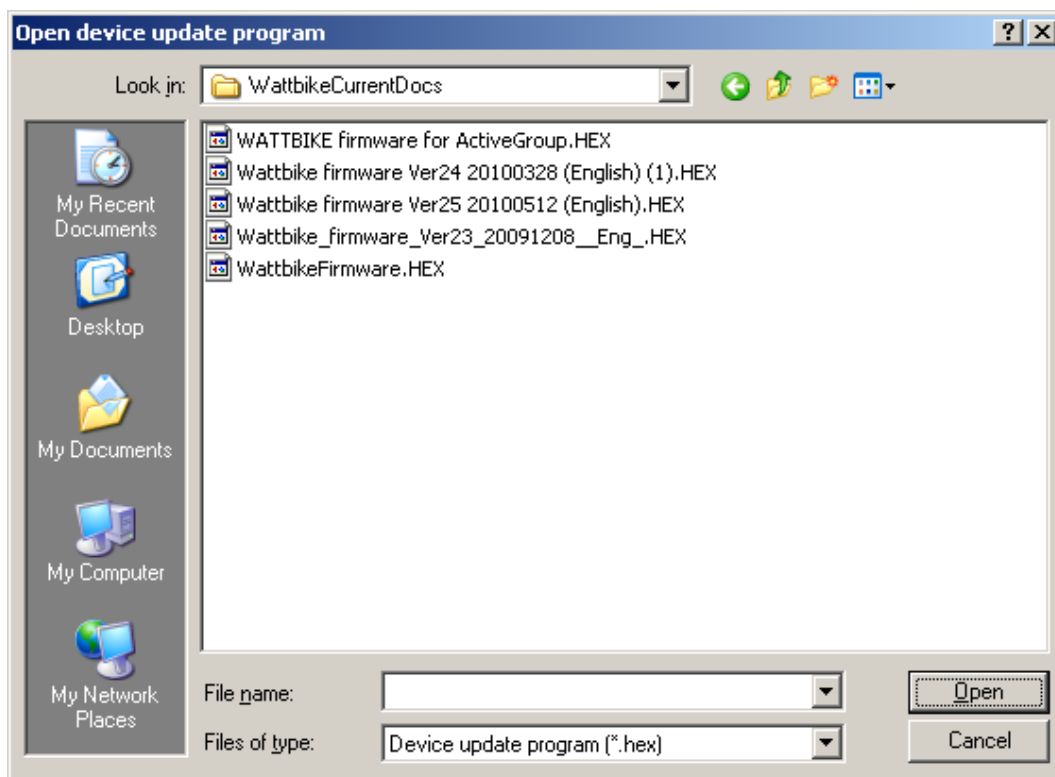 Open device update program
Look in: WattbikeCurrentDocs
My Recent
Documents
Desktop
My Documents
My Computer
My Network
Places
WATTBIKE firmware for ActiveGroup.HEX
Wattbike firmware Ver24 20100328 (English) (1).HEX
Wattbike firmware Ver25 20100512 (English).HEX
Wattbike_firmware_Ver23_20091208__Eng_.HEX
WattbikeFirmware.HEX
File name:
Open
Files of type: Device update program (*.hex)
Cancel